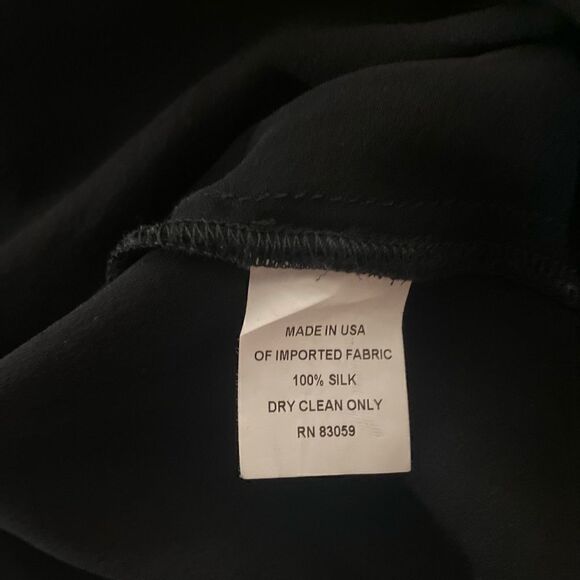 MADE IN USA
OF IMPORTED FABRIC
100% SILK
DRY CLEAN ONLY
RN 83059